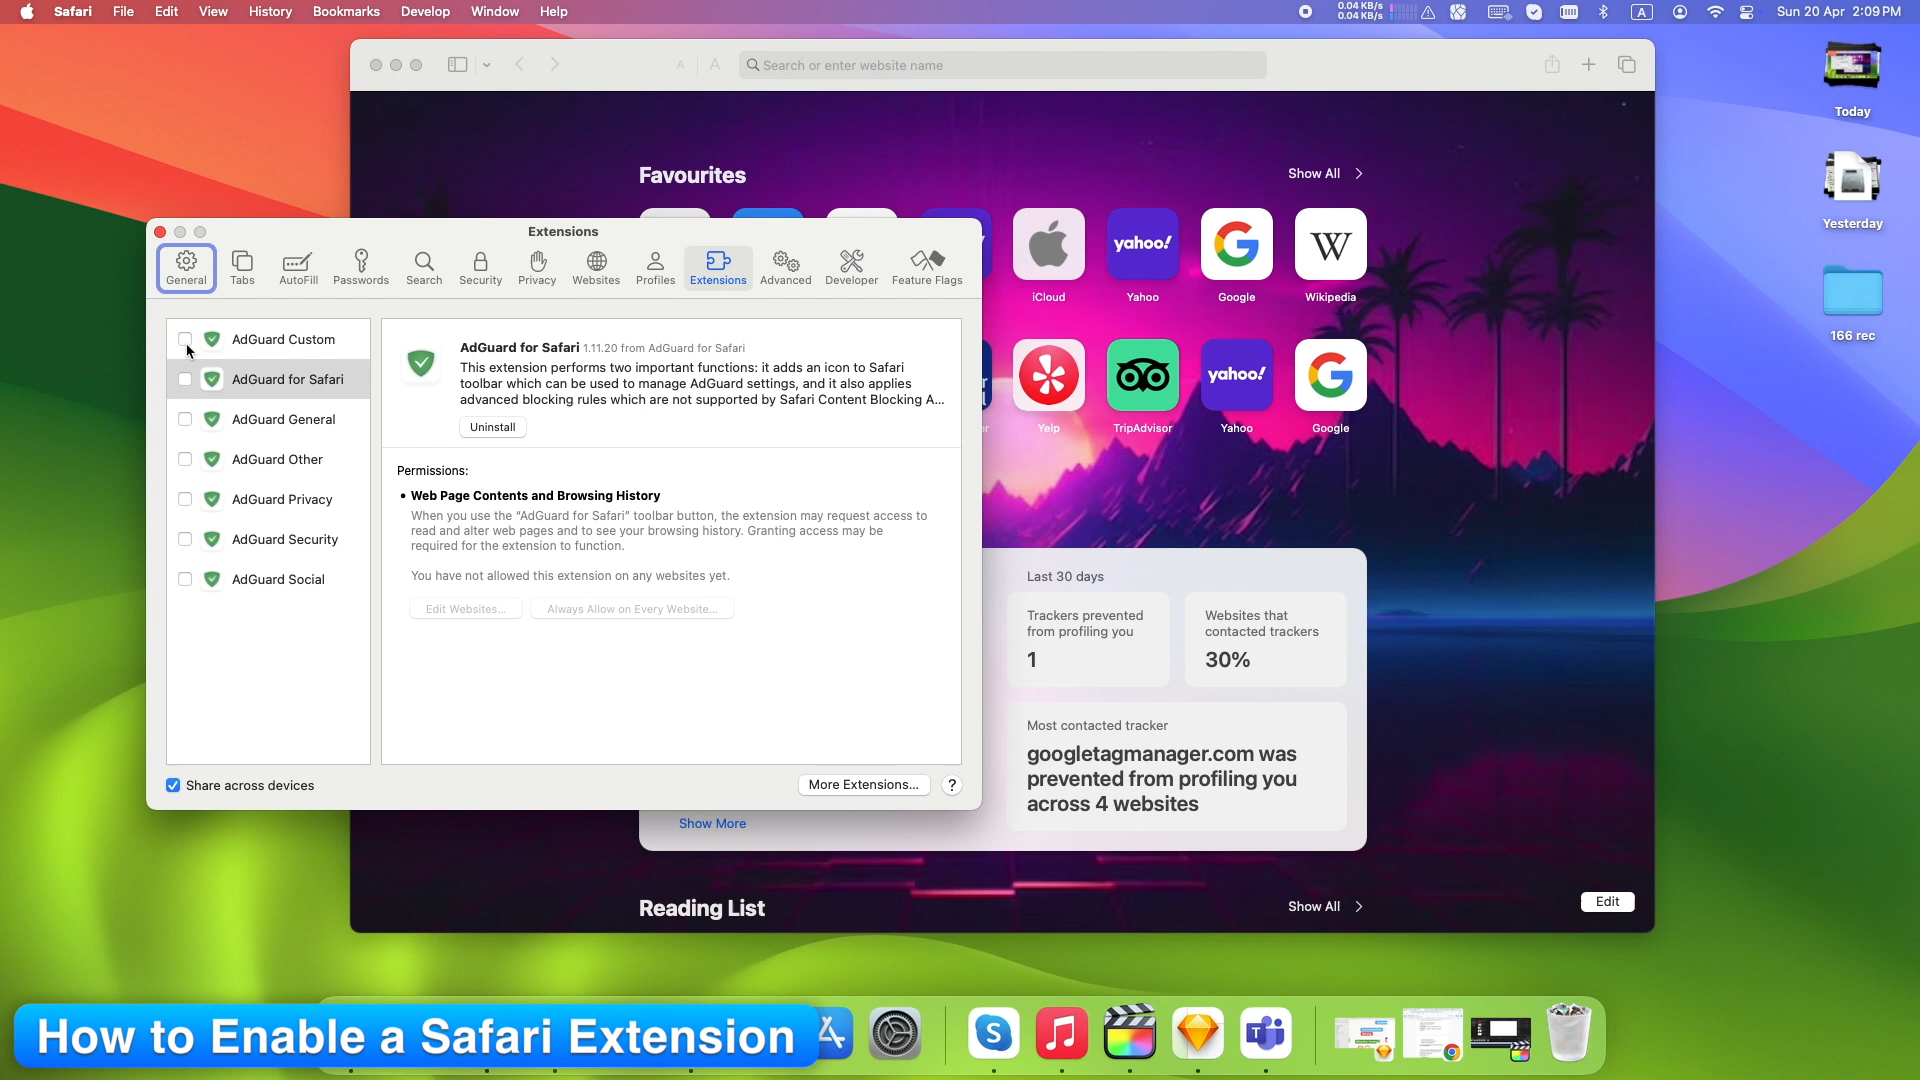 Safari File Edit View History Bookmarks Develop Window Help
0.04 KB/s
0.04 KB/s
A
Sun 20 Apr 2:09 PM
A A
Search or enter website name
Today
Yesterday
166 rec
Favourites
Show All
iCloud
yahoo!
Yahoo
Google
W
Wikipedia
Yelp
TripAdvisor
yahoo!
Yahoo
Google
Extensions
General Tabs AutoFill Passwords Search Security Privacy Websites Profiles Extensions Advanced Developer Feature Flags
AdGuard Custom
AdGuard for Safari
AdGuard General
AdGuard Other
AdGuard Privacy
AdGuard Security
AdGuard Social
AdGuard for Safari 1.11.20 from AdGuard for Safari
This extension performs two important functions: it adds an icon to Safari
toolbar which can be used to manage AdGuard settings, and it also applies
advanced blocking rules which are not supported by Safari Content Blocking A...
Uninstall
Permissions:
• Web Page Contents and Browsing History
When you use the “AdGuard for Safari” toolbar button, the extension may request access to
read and alter web pages and to see your browsing history. Granting access may be
required for the extension to function.
You have not allowed this extension on any websites yet.
Edit Websites...
Always Allow on Every Website...
Share across devices
More Extensions...
?
Last 30 days
Trackers prevented
from profiling you
1
Websites that
contacted trackers
30%
Most contacted tracker
googletagmanager.com was
prevented from profiling you
across 4 websites
Show More
Reading List
Show All
Edit
How to Enable a Safari Extension
S
T